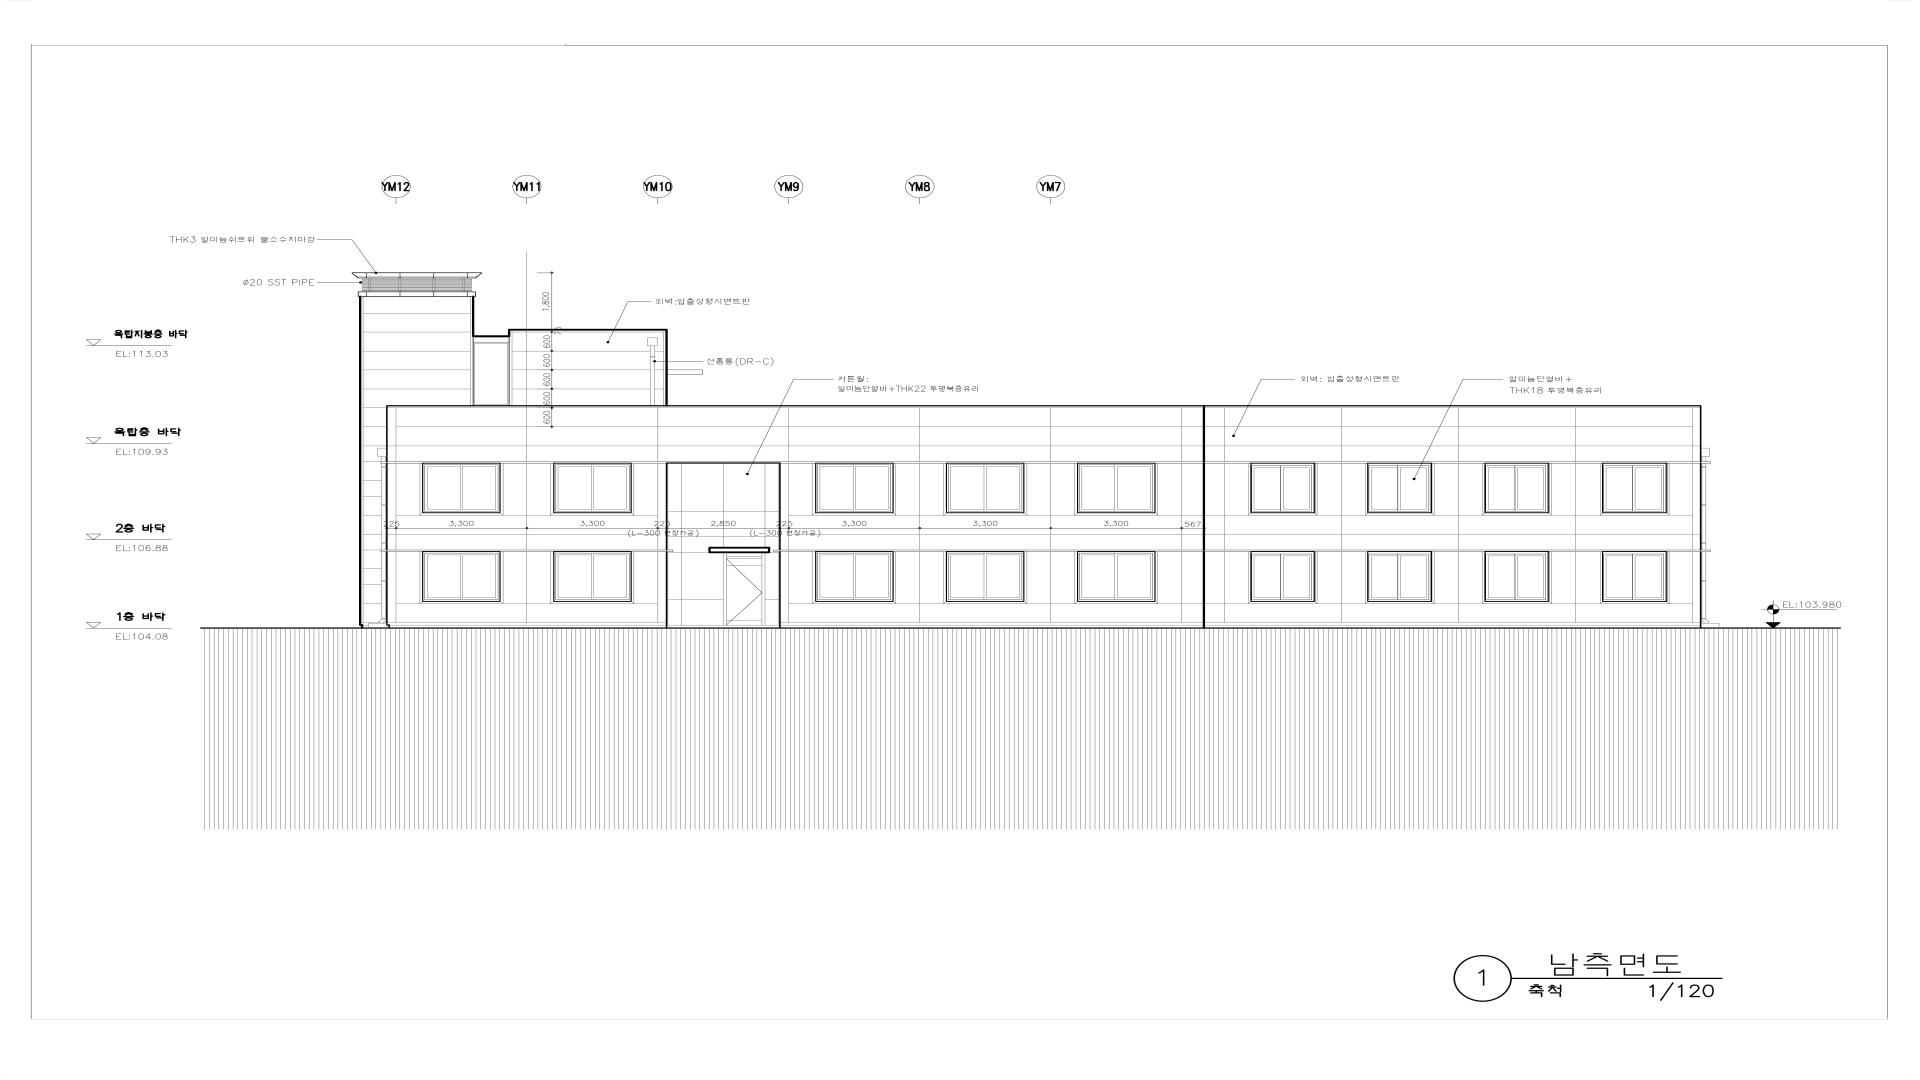 YM12
YM11
YM10
YM9
YM8
YM7
THK3 알미늄쉬트위 불소수지마감
ø20 SST PIPE
1,800
75
600
600
600
600
600
외벽:압출성형시멘트판
선홈통(DR-C)
커튼월:
알미늄단열바+THK22 투명복층유리
외벽: 압출성형시멘트판
알미늄단열바+
THK18 투명복층유리
옥탑지붕층 바닥
EL:113.03
옥탑층 바닥
EL:109.93
2층 바닥
EL:106.88
1층 바닥
EL:104.08
225 3,300 3,300 225 2,850 225 3,300 3,300 3,300 567
(L-300 현장가공) (L-300 현장가공)
EL:103.980
1 남측면도
축척 1/120